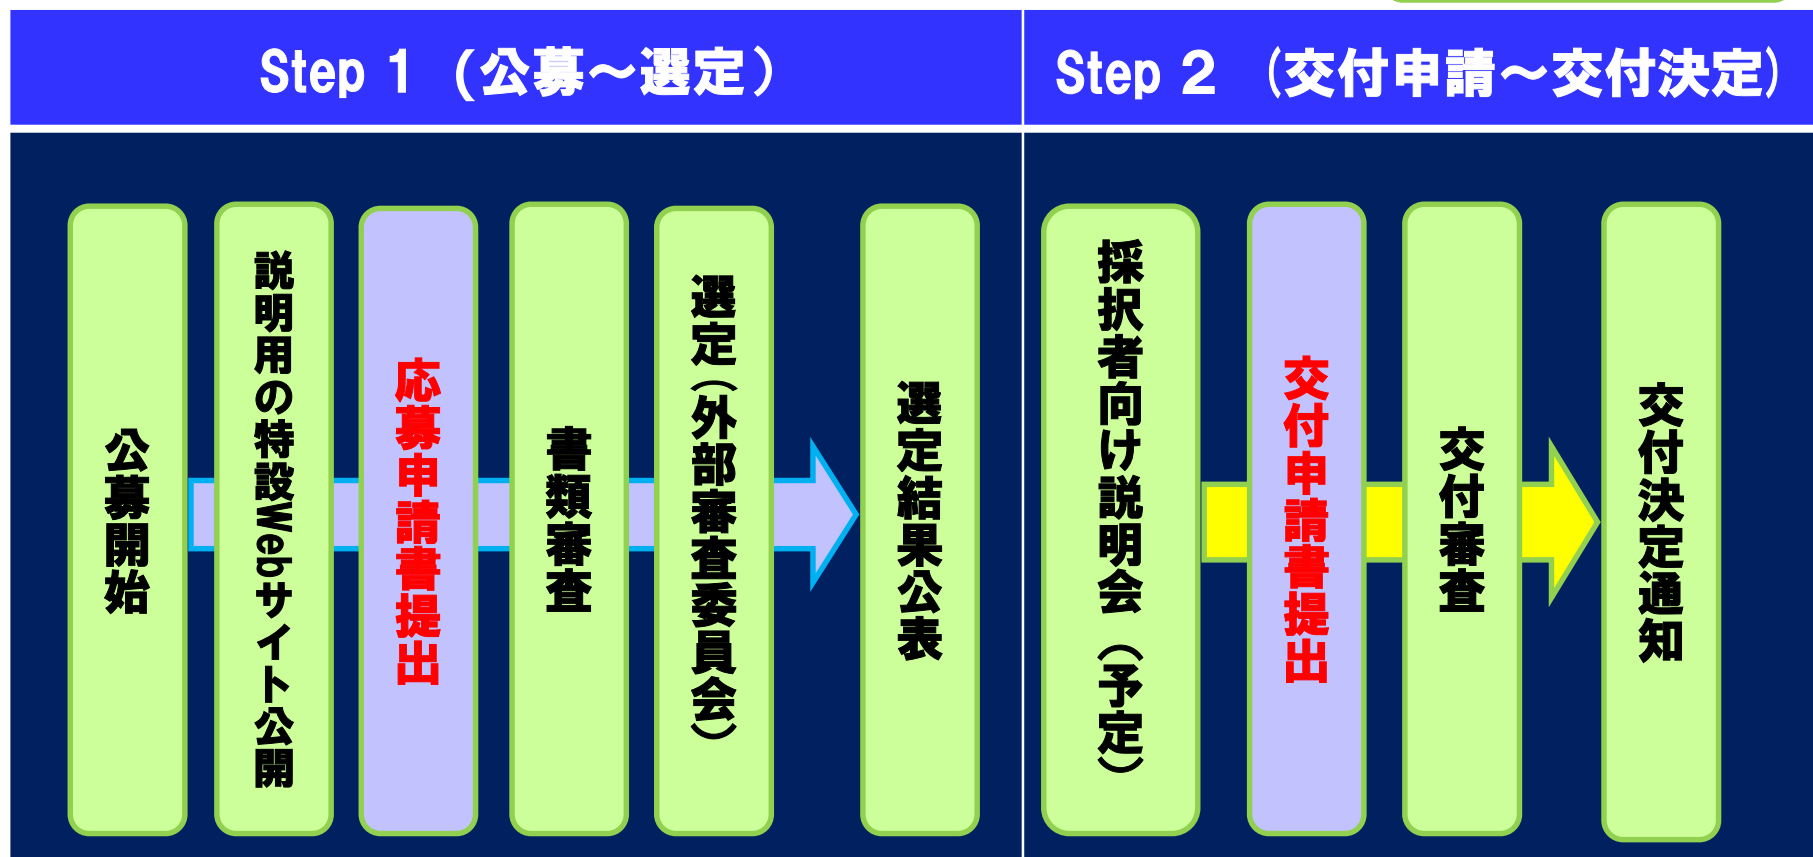 Step 1 (公募～選定)
Step 2 (交付申請～交付決定)
公募開始
説明用の特設Webサイト公開
応募申請書提出
書類審査
選定(外部審査委員会)
選定結果公表
採択者向け説明会 (予定)
交付申請書提出
交付審査
交付決定通知